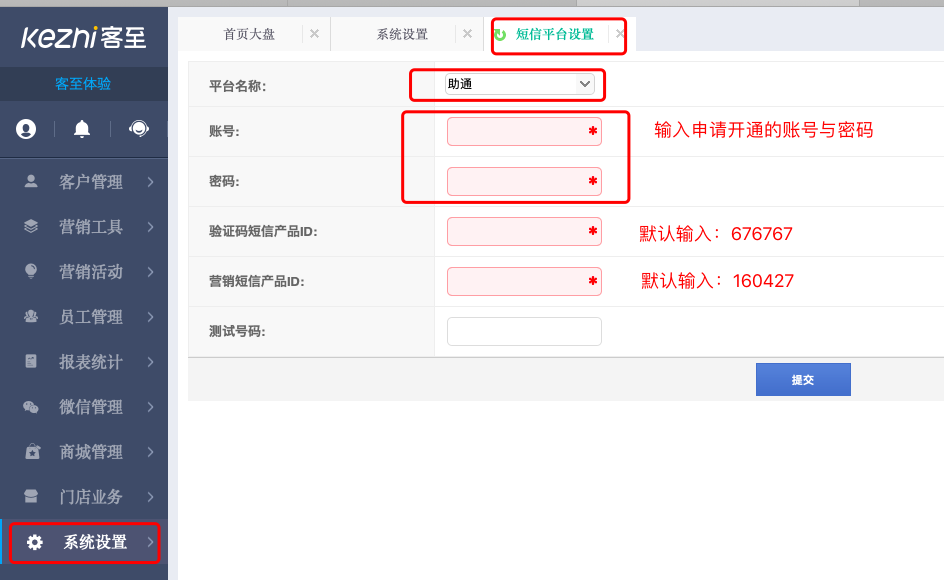 kezhi客至
客至体验
客户管理
营销工具
营销活动
员工管理
报表统计
微信管理
商城管理
门店业务
系统设置
首页大盘
系统设置
短信平台设置
平台名称:
助通
账号:
*
输入申请开通的账号与密码
密码:
*
验证码短信产品ID:
*
默认输入：676767
营销短信产品ID:
*
默认输入：160427
测试号码:
提交